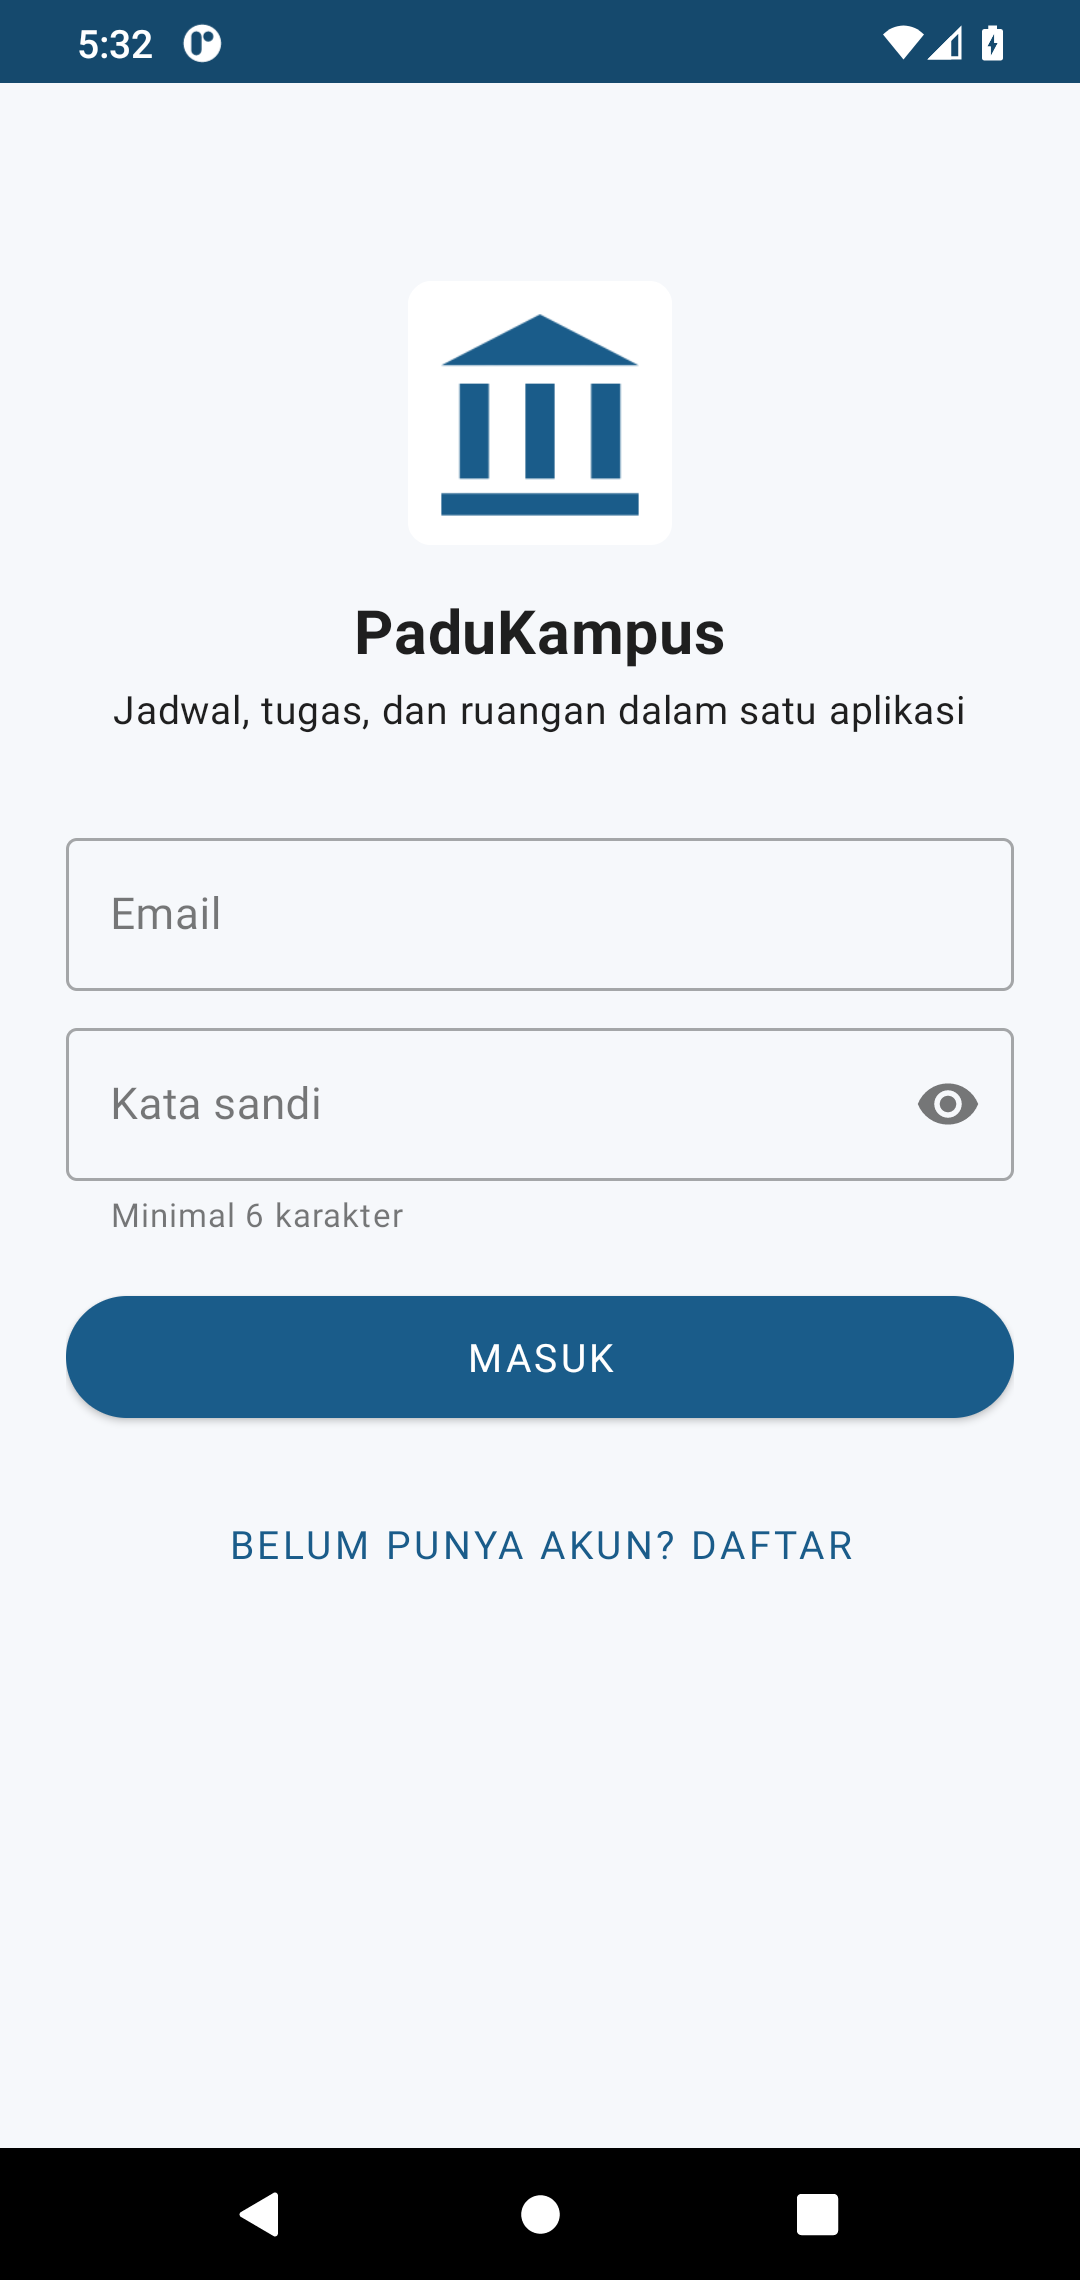 5:32
PaduKampus
Jadwal, tugas, dan ruangan dalam satu aplikasi
Email
Kata sandi
Minimal 6 karakter
MASUK
BELUM PUNYA AKUN? DAFTAR